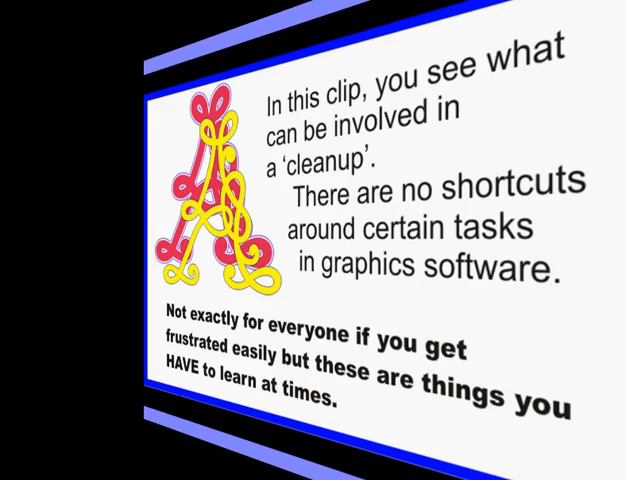 In this clip, you see what
can be involved in
a ‘cleanup’.
There are no shortcuts
around certain tasks
in graphics software.
Not exactly for everyone if you get
frustrated easily but these are things you
HAVE to learn at times.